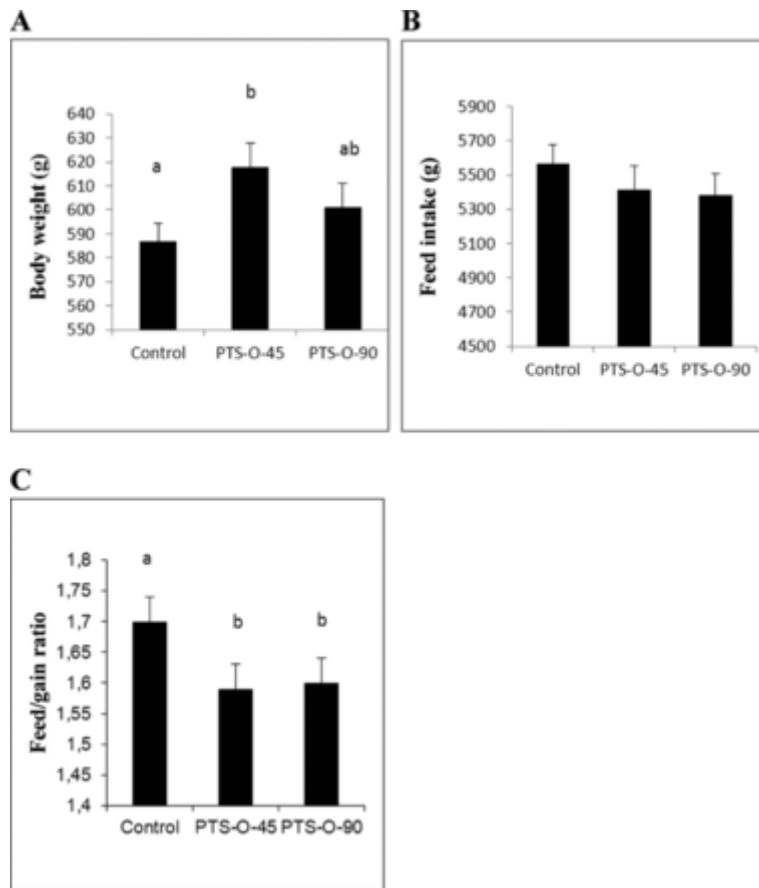 A
Body weight (g)
640
630
620
610
600
590
580
570
560
550
a
b
ab
Control PTS-O-45 PTS-O-90
B
Feed intake (g)
5900
5700
5500
5300
5100
4900
4700
4500
Control PTS-O-45 PTS-O-90
C
Feed/gain ratio
1,8
1,75
1,7
1,65
1,6
1,55
1,5
1,45
1,4
a
b
b
Control PTS-O-45 PTS-O-90